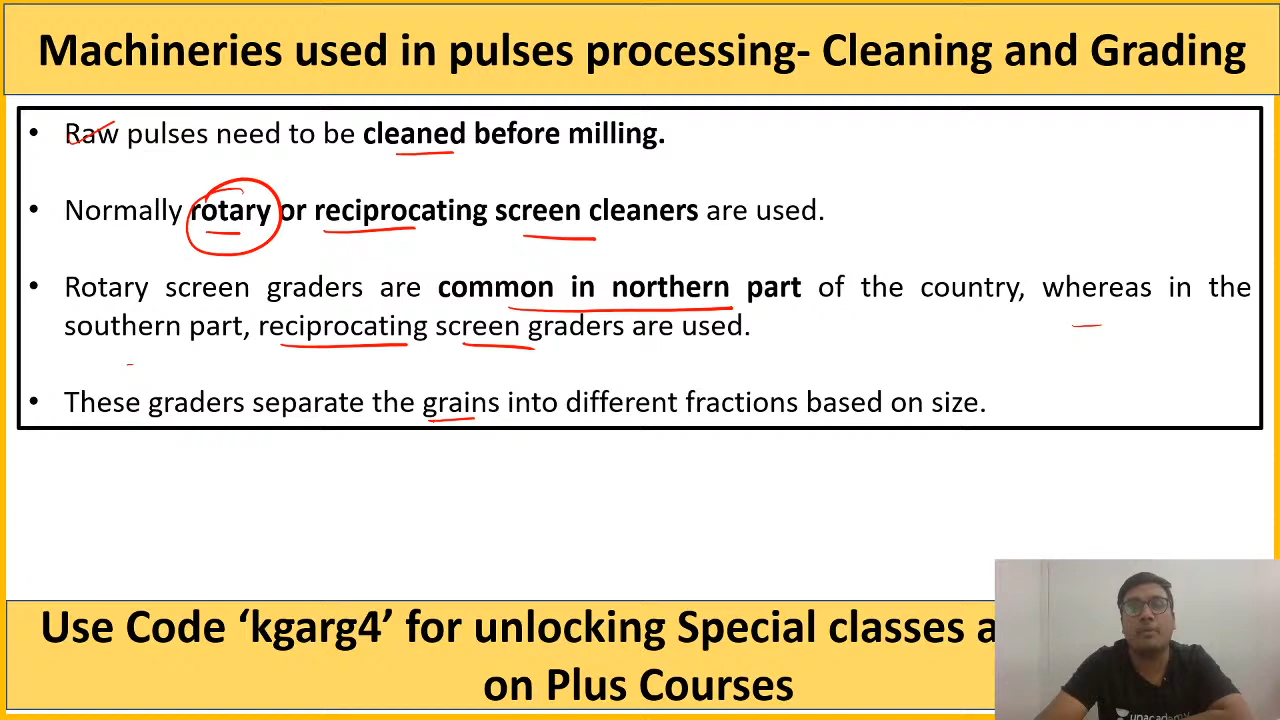 Machineries used in pulses processing- Cleaning and Grading
• Raw pulses need to be cleaned before milling.
• Normally rotary or reciprocating screen cleaners are used.
• Rotary screen graders are common in northern part of the country, whereas in the
southern part, reciprocating screen graders are used.
• These graders separate the grains into different fractions based on size.
Use Code ‘kgarg4’ for unlocking Special classes a
on Plus Courses
unacademy